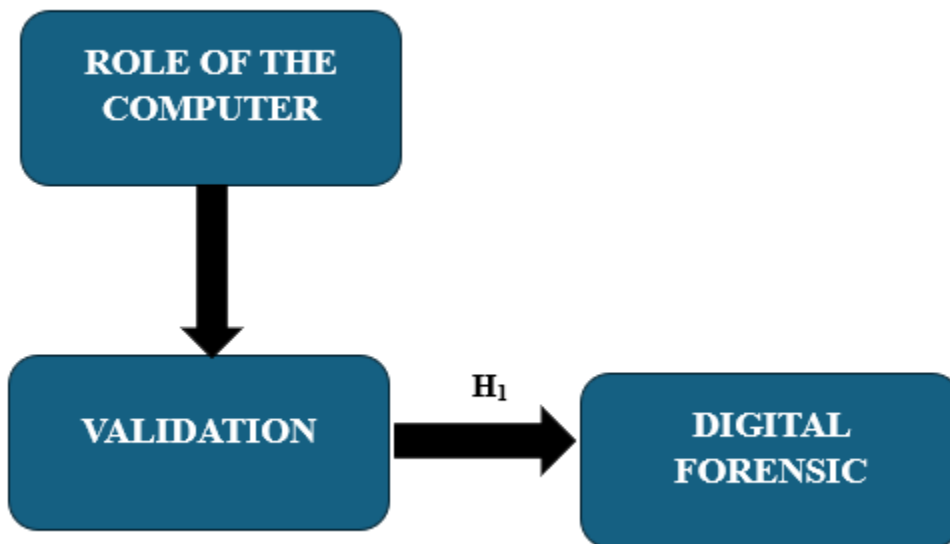 ROLE OF THE
COMPUTER
VALIDATION
H₁
DIGITAL
FORENSIC